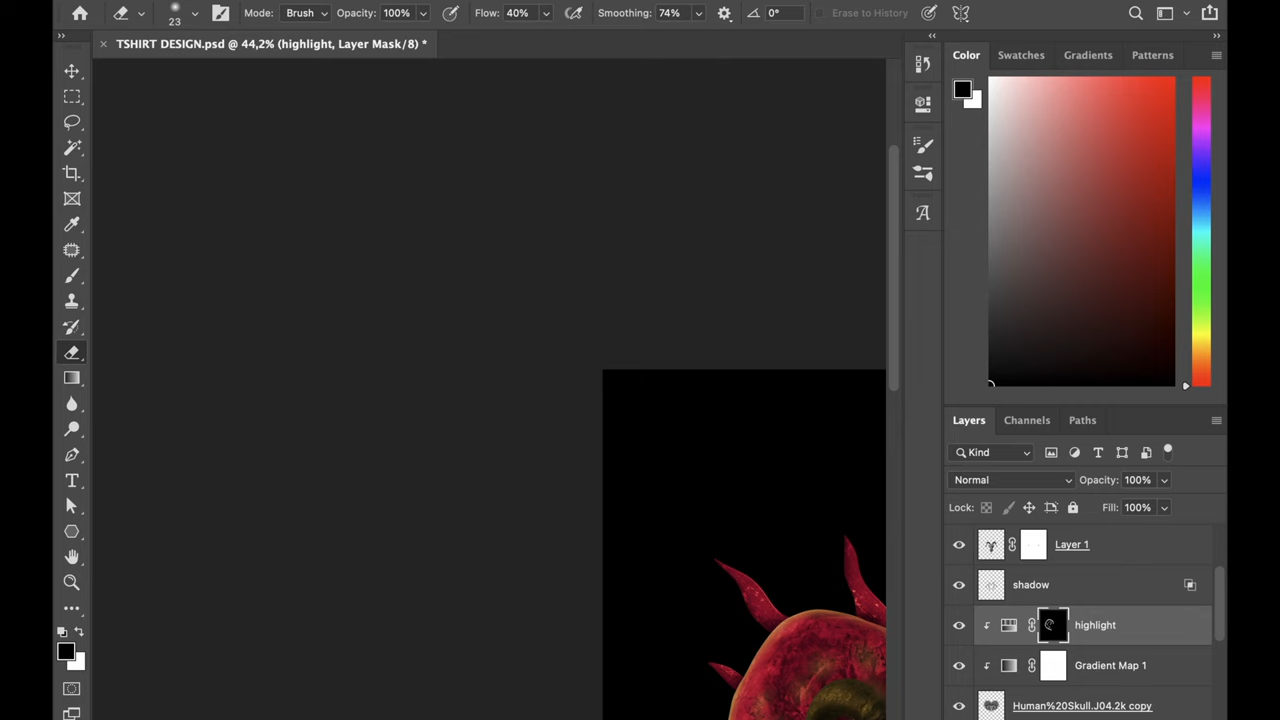 Mode: Brush Opacity: 100% Flow: 40% Smoothing: 74% 0° Erase to History
23
TSHIRT DESIGN.psd @ 44,2% (highlight, Layer Mask/8) *
Color Swatches Gradients Patterns
Layers Channels Paths
Kind
Normal Opacity: 100%
Lock: Fill: 100%
Layer 1
shadow
highlight
Gradient Map 1
Human%20Skull.J04.2k copy